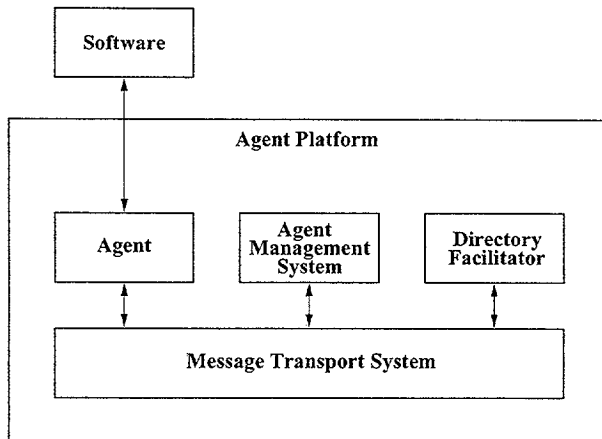 Software
Agent Platform
Agent
Agent
Management
System
Directory
Facilitator
Message Transport System